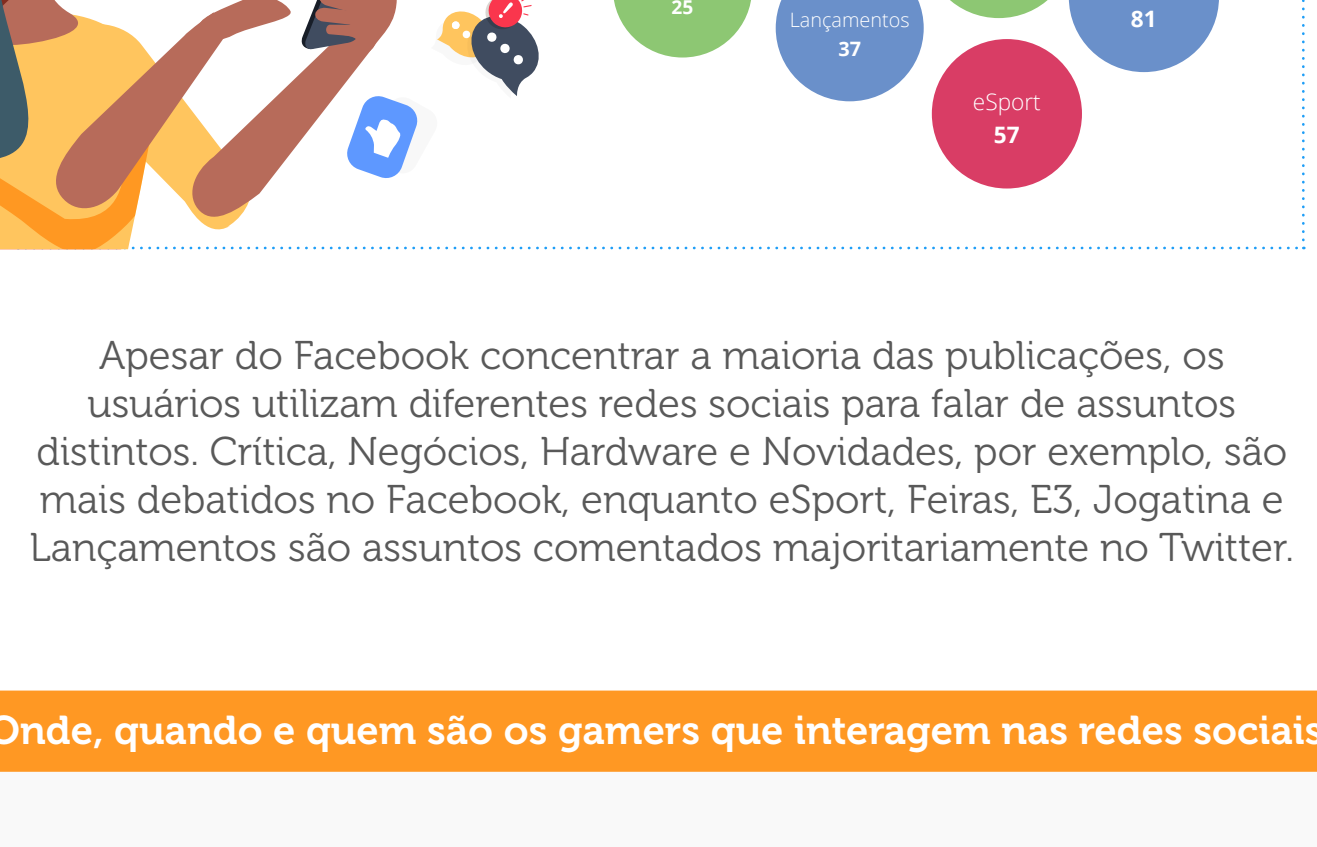 25
Lançamentos
37
81
eSport
57
Apesar do Facebook concentrar a maioria das publicações, os
usuários utilizam diferentes redes sociais para falar de assuntos
distintos. Crítica, Negócios, Hardware e Novidades, por exemplo, são
mais debatidos no Facebook, enquanto eSport, Feiras, E3, Jogatina e
Lançamentos são assuntos comentados majoritariamente no Twitter.
Onde, quando e quem são os gamers que interagem nas redes sociais